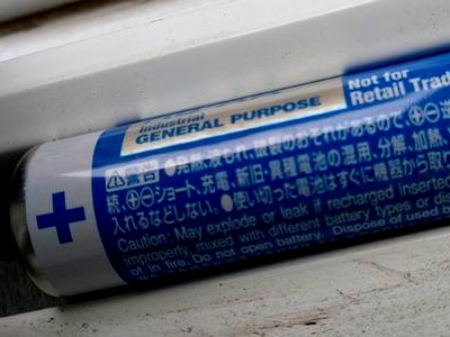 Industrial
GENERAL PURPOSE
Not for
Retail Trad
警告 ●発熱、液もれ、破裂のおそれがあるので、⊕⊖逆
続、⊕⊖ショート、充電、新旧・異種電池の混用、分解、加熱、
入れるなどしない。●使い切った電池はすぐに機器から取り
Caution: May explode or leak if recharged inserted
improperly, mixed with different battery types or dis
of in fire. Do not open battery. Dispose of used b
+